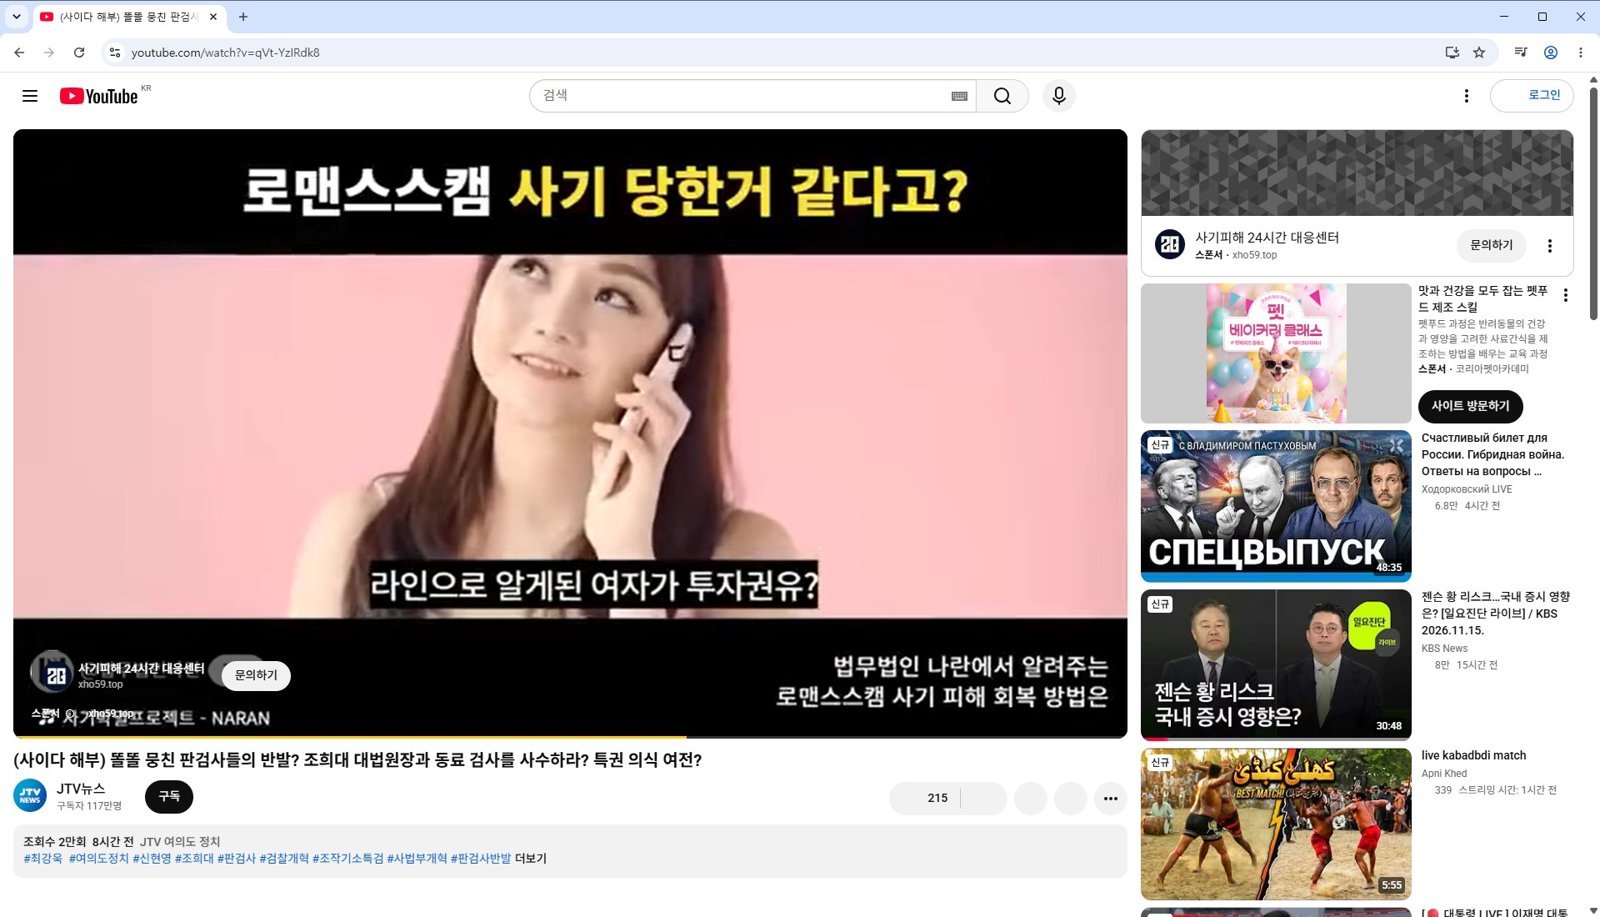 (사이다 해부) 똘똘 뭉친 판검사
youtube.com/watch?v=qVt-YzIRdk8
YouTube KR
검색
로그인
로맨스스캠 사기 당한거 같다고?
라인으로 알게된 여자가 투자권유?
법무법인 나란에서 알려주는
로맨스스캠 사기 피해 회복 방법은
사기피해 24시간 대응센터
xho59.top
문의하기
스폰서
xho59.top
프로젝트 - NARAN
(사이다 해부) 똘똘 뭉친 판검사들의 반발? 조희대 대법원장과 동료 검사를 사수하라? 특권 의식 여전?
JTV NEWS
JTV뉴스
구독자 117만명
구독
215
조회수 2만회 8시간 전 JTV 여의도 정치
#최강욱 #여의도정치 #신현영 #조희대 #판검사 #검찰개혁 #조작기소특검 #사법부개혁 #판검사반발 더보기
사기피해 24시간 대응센터
스폰서 · xho59.top
문의하기
펫
베이커링 클래스
맛과 건강을 모두 잡는 펫푸
드 제조 스킬
펫푸드 과정은 반려동물의 건강
과 영양을 고려한 사료간식을 제
조하는 방법을 배우는 교육 과정
스폰서 · 코리아펫아카데미
사이트 방문하기
신규
С ВЛАДИМИРОМ ПАСТУХОВЫМ
СПЕЦВЫПУСК
48:35
Счастливый билет для
России. Гибридная война.
Ответы на вопросы ...
Ходорковский LIVE
6.8만 4시간 전
신규
일요진단
라이브
젠슨 황 리스크
국내 증시 영향은?
30:48
젠슨 황 리스크…국내 증시 영향
은? [일요진단 라이브] / KBS
2026.11.15.
KBS News
8만 15시간 전
신규
کھلی کبڈی
BEST MATCH!
5:55
live kabadbdi match
Apni Khed
339 스트리밍 시간: 1시간 전